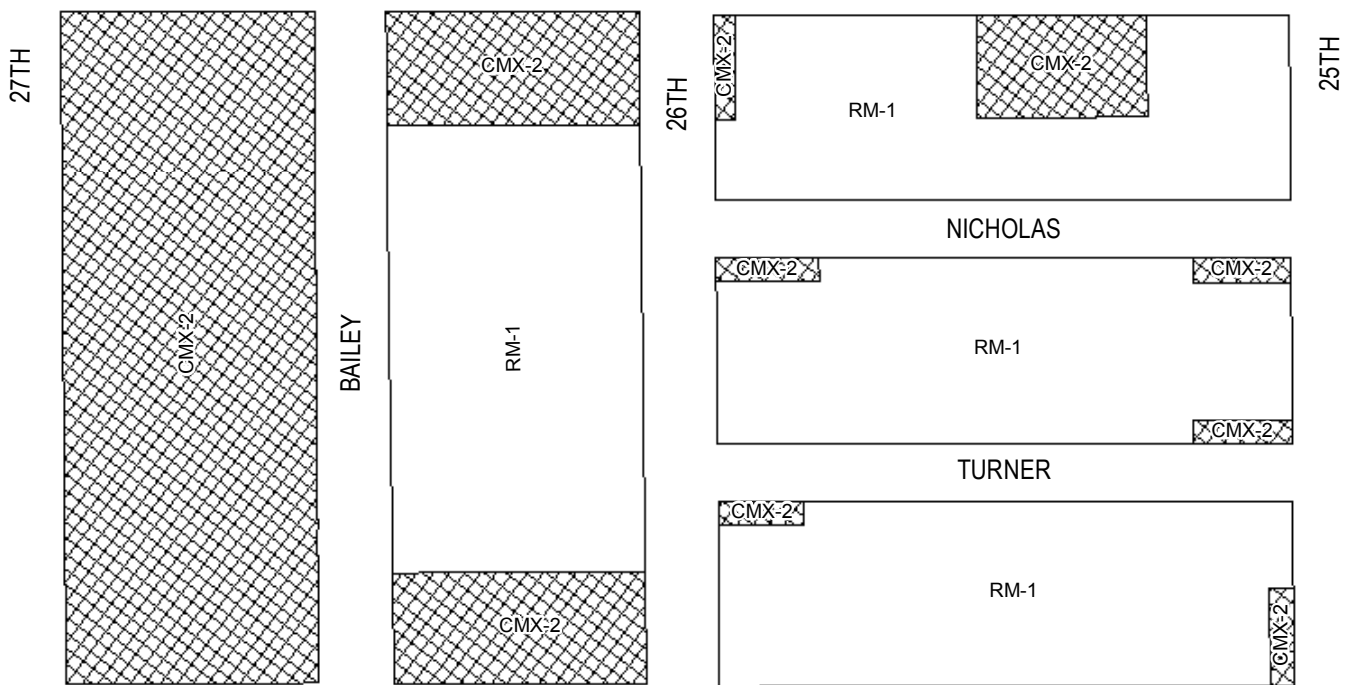 27TH
CMX-2
BAILEY
CMX-2
RM-1
CMX-2
26TH
CMX-2
CMX-2
RM-1
25TH
NICHOLAS
CMX-2
CMX-2
RM-1
CMX-2
TURNER
CMX-2
RM-1
CMX-2